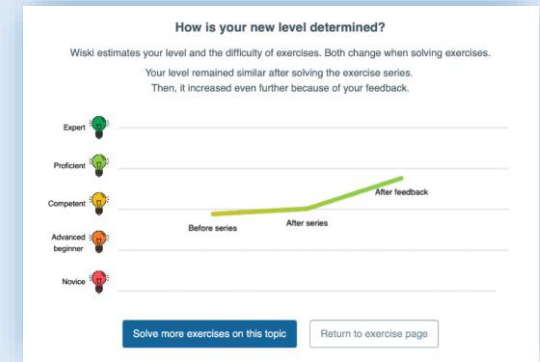 How is your new level determined?
Wiski estimates your level and the difficulty of exercises. Both change when solving exercises.
Your level remained similar after solving the exercise series.
Then, it increased even further because of your feedback.
Expert
Proficient
Competent
Advanced
beginner
Novice
Before series
After series
After feedback
Solve more exercises on this topic
Return to exercise page